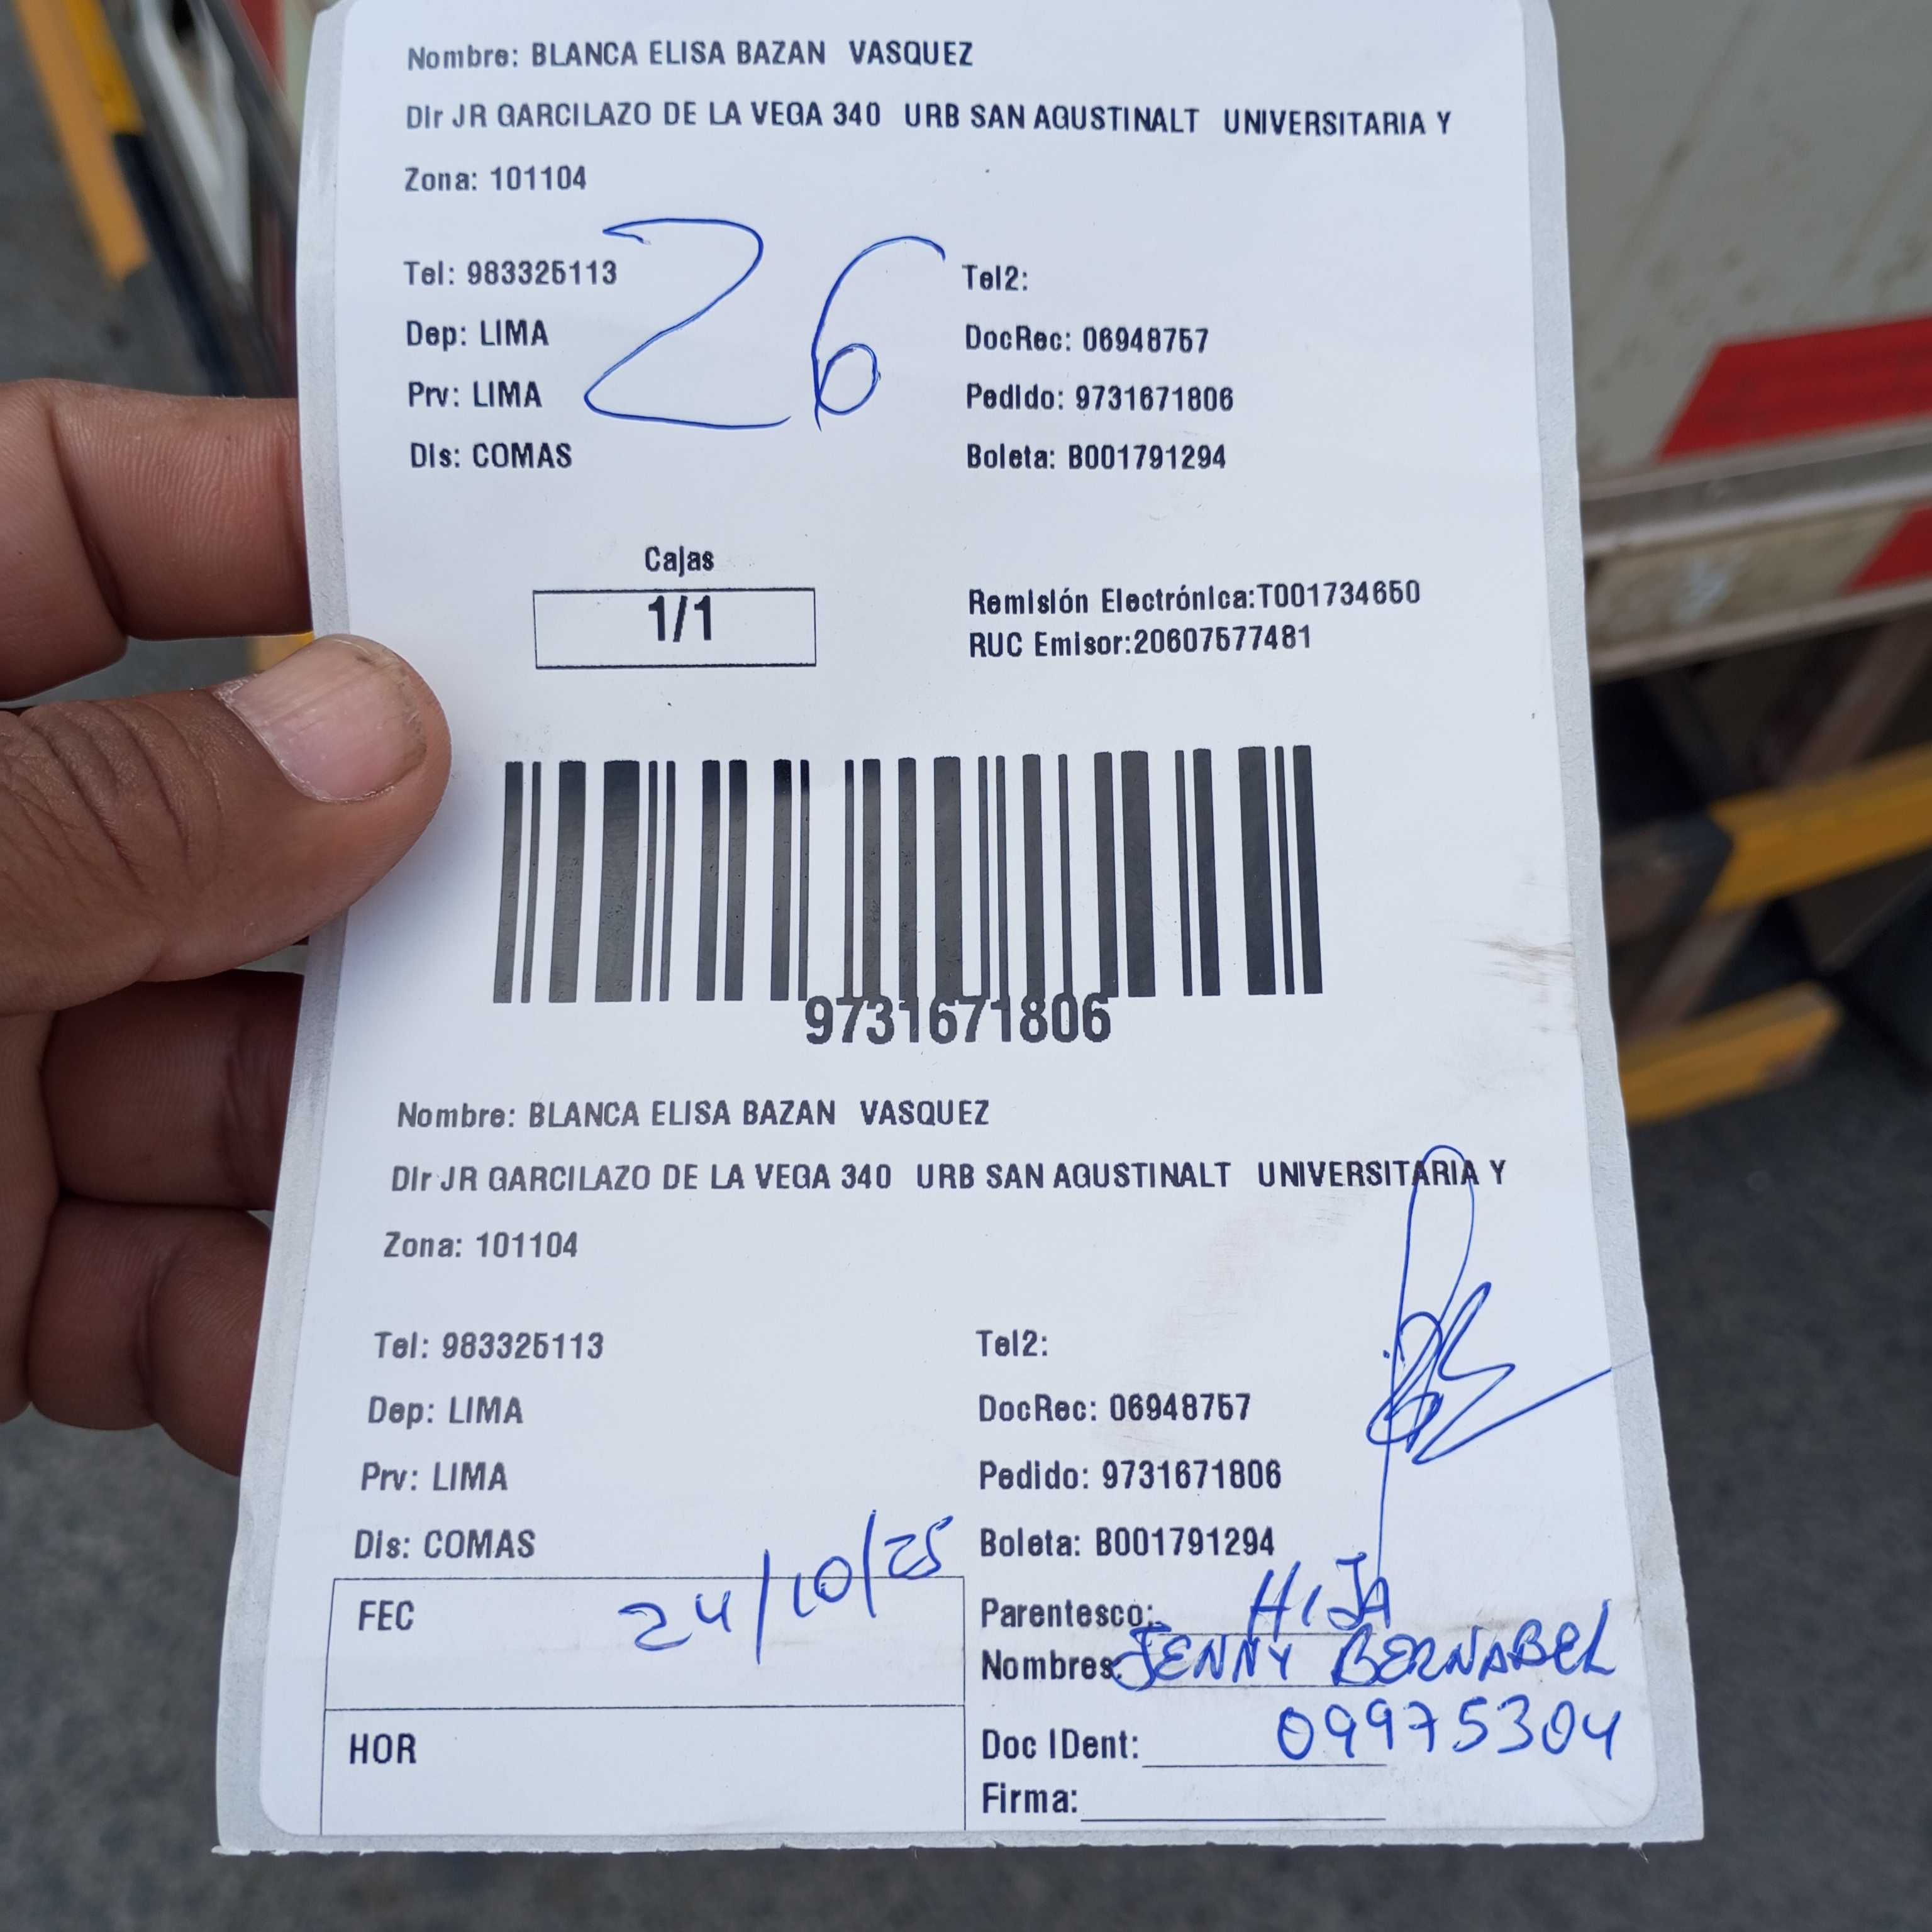 Nombre: BLANCA ELISA BAZAN VASQUEZ
Dir JR GARCILAZO DE LA VEGA 340 URB SAN AGUSTINALT UNIVERSITARIA Y
Zona: 101104
26
Tel: 983325113 Tel2:
Dep: LIMA DocRec: 06948757
Prv: LIMA Pedido: 9731671806
Dis: COMAS Boleta: B001791294
Cajas
1/1
Remisión Electrónica:T001734650
RUC Emisor:20607577481
9731671806
Nombre: BLANCA ELISA BAZAN VASQUEZ
Dir JR GARCILAZO DE LA VEGA 340 URB SAN AGUSTINALT UNIVERSITARIA Y
Zona: 101104
Tel: 983325113 Tel2:
Dep: LIMA DocRec: 06948757
Prv: LIMA Pedido: 9731671806
Dis: COMAS Boleta: B001791294
FEC 24/10/25
HOR
Parentesco: HIJA
Nombres: JENNY BERNABEL
Doc IDent: 09975304
Firma: